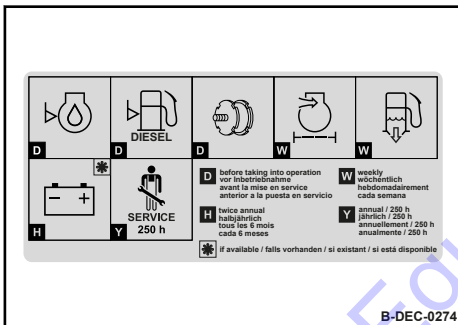 DIESEL
D
D
D
W
W
H
SERVICE
250 h
Y
D
before taking into operation
vor Inbetriebnahme
avant la mise en service
anterior a la puesta en servicio
W
weekly
wöchentlich
hebdomadairement
cada semana
H
twice annual
halbjährlich
tous les 6 mois
cada 6 meses
Y
annual / 250 h
jährlich / 250 h
annuellement / 250 h
anualmente / 250 h
if available / falls vorhanden / si existant / si está disponible
B-DEC-0274